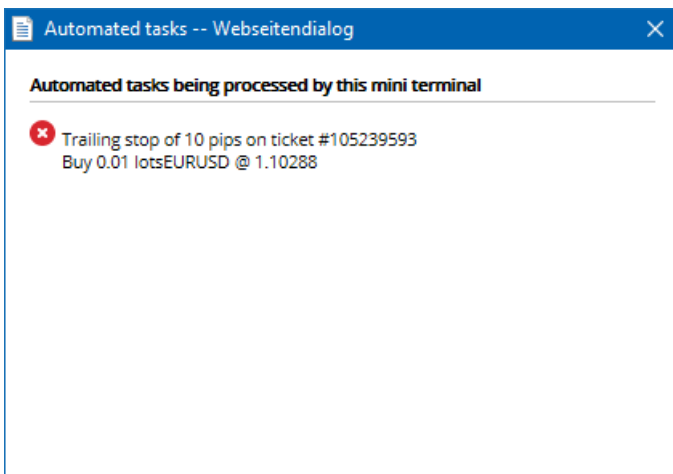 Automated tasks -- Webseitendialog
Automated tasks being processed by this mini terminal
Trailing stop of 10 pips on ticket #105239593
Buy 0.01 lotsEURUSD @ 1.10288